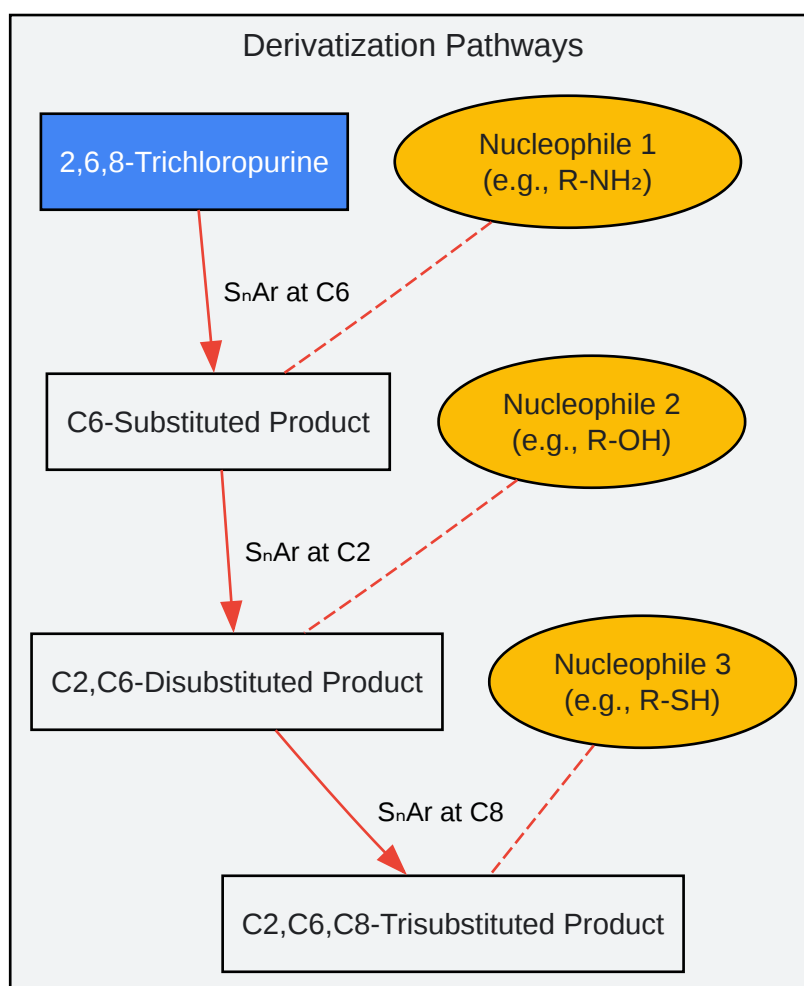 Derivatization Pathways
2,6,8-Trichloropurine
Nucleophile 1
(e.g., R-NH₂)
SₙAr at C6
C6-Substituted Product
Nucleophile 2
(e.g., R-OH)
SₙAr at C2
C2,C6-Disubstituted Product
Nucleophile 3
(e.g., R-SH)
SₙAr at C8
C2,C6,C8-Trisubstituted Product